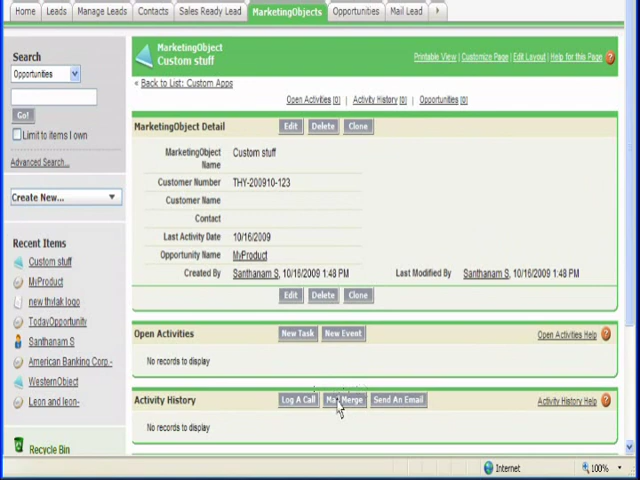 Home Leads Manage Leads Contacts Sales Ready Lead MarketingObjects Opportunities Mail Lead
MarketingObject
Custom stuff
Printable View | Customize Page | Edit Layout | Help for this Page ?
Search
Opportunities
Go!
Limit to items I own
Advanced Search...
Create New...
Recent Items
Custom stuff
MyProduct
new thylak logo
TodayOpportunity
Santhanam S
American Banking Corp.-
WesternObject
Leon and leon-
Recycle Bin
« Back to List: Custom Apps
Open Activities [0] | Activity History [0] | Opportunities [0]
MarketingObject Detail Edit Delete Clone
MarketingObject Name Custom stuff
Customer Number THY-200910-123
Customer Name
Contact
Last Activity Date 10/16/2009
Opportunity Name MyProduct
Created By Santhanam S, 10/16/2009 1:48 PM Last Modified By Santhanam S, 10/16/2009 1:48 PM
Edit Delete Clone
Open Activities New Task New Event Open Activities Help ?
No records to display
Activity History Log A Call Mail Merge Send An Email Activity History Help ?
No records to display
Internet 100%